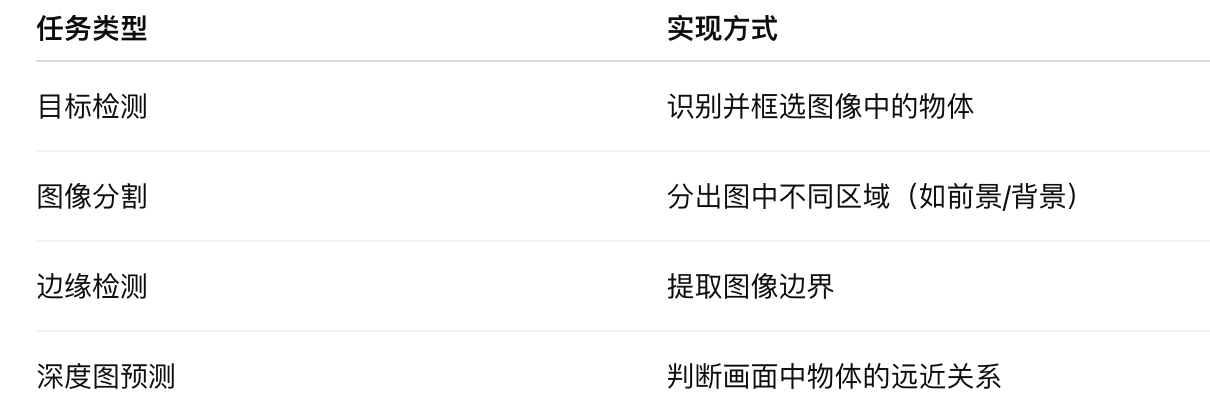 任务类型 实现方式
目标检测 识别并框选图像中的物体
图像分割 分出图中不同区域（如前景/背景）
边缘检测 提取图像边界
深度图预测 判断画面中物体的远近关系